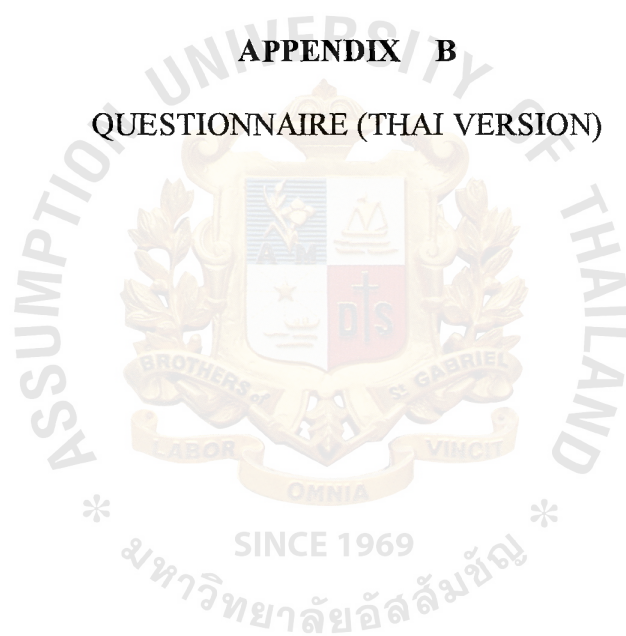 APPENDIX B
QUESTIONNAIRE (THAI VERSION)
ASSUMPTION UNIVERSITY OF THAILAND
A M
D S
BROTHERS of St GABRIEL
LABOR
OMNIA
VIHCIT
SINCE 1969
* มหาวิทยาลัยอัสสัมชัญ *